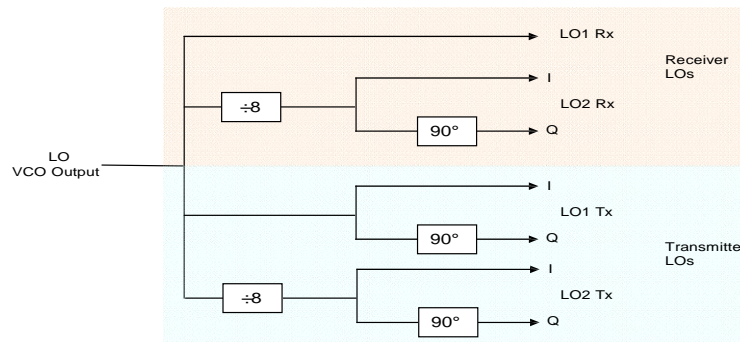 LO1 Rx
Receiver
LOs
I
÷8
LO2 Rx
90°
Q
LO
VCO Output
I
LO1 Tx
90°
Q
Transmitte
LOs
I
÷8
LO2 Tx
90°
Q